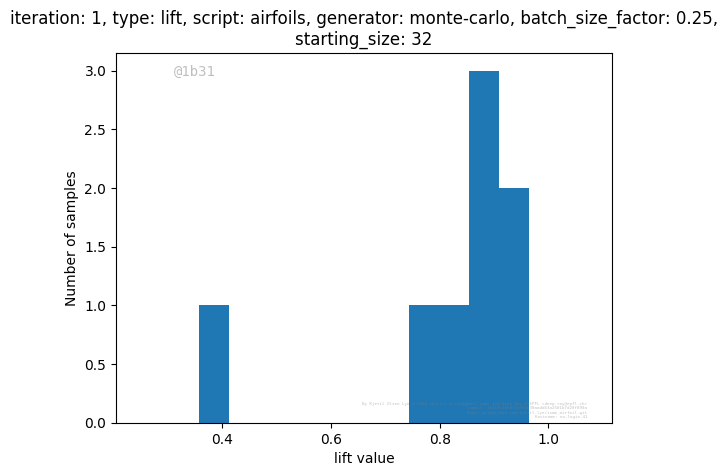 iteration: 1, type: lift, script: airfoils, generator: monte-carlo, batch_size_factor: 0.25,
starting_size: 32
@1b31
3.0
2.5
2.0
1.5
1.0
0.5
0.0
Number of samples
0.4 0.6 0.8 1.0
lift value